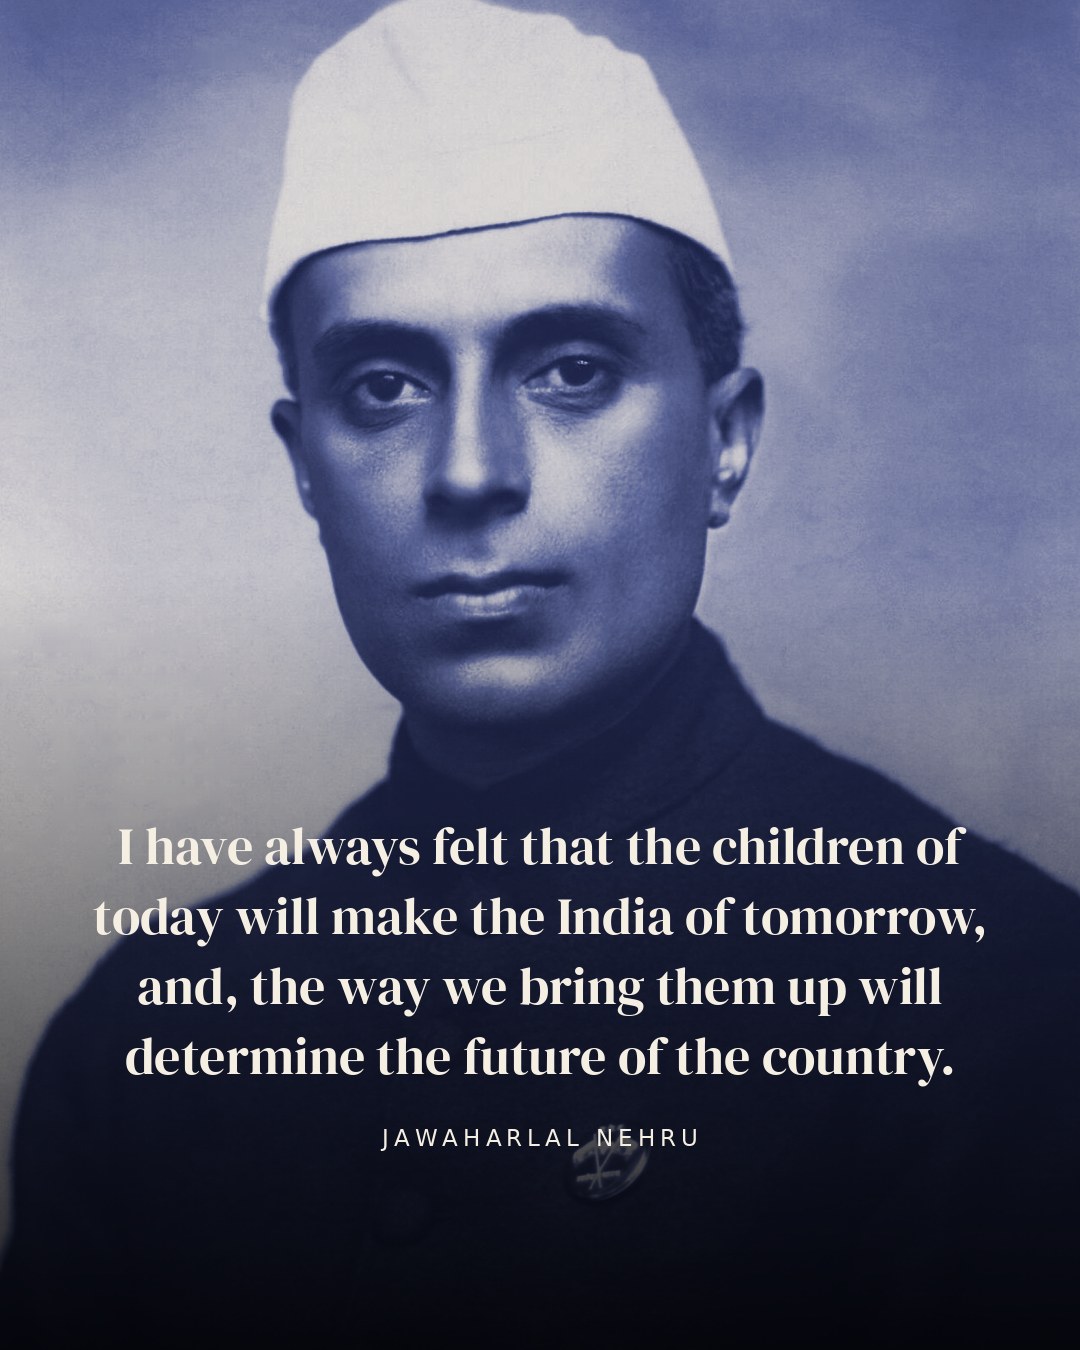 I have always felt that the children of
today will make the India of tomorrow,
and, the way we bring them up will
determine the future of the country.
JAWAHARLAL NEHRU